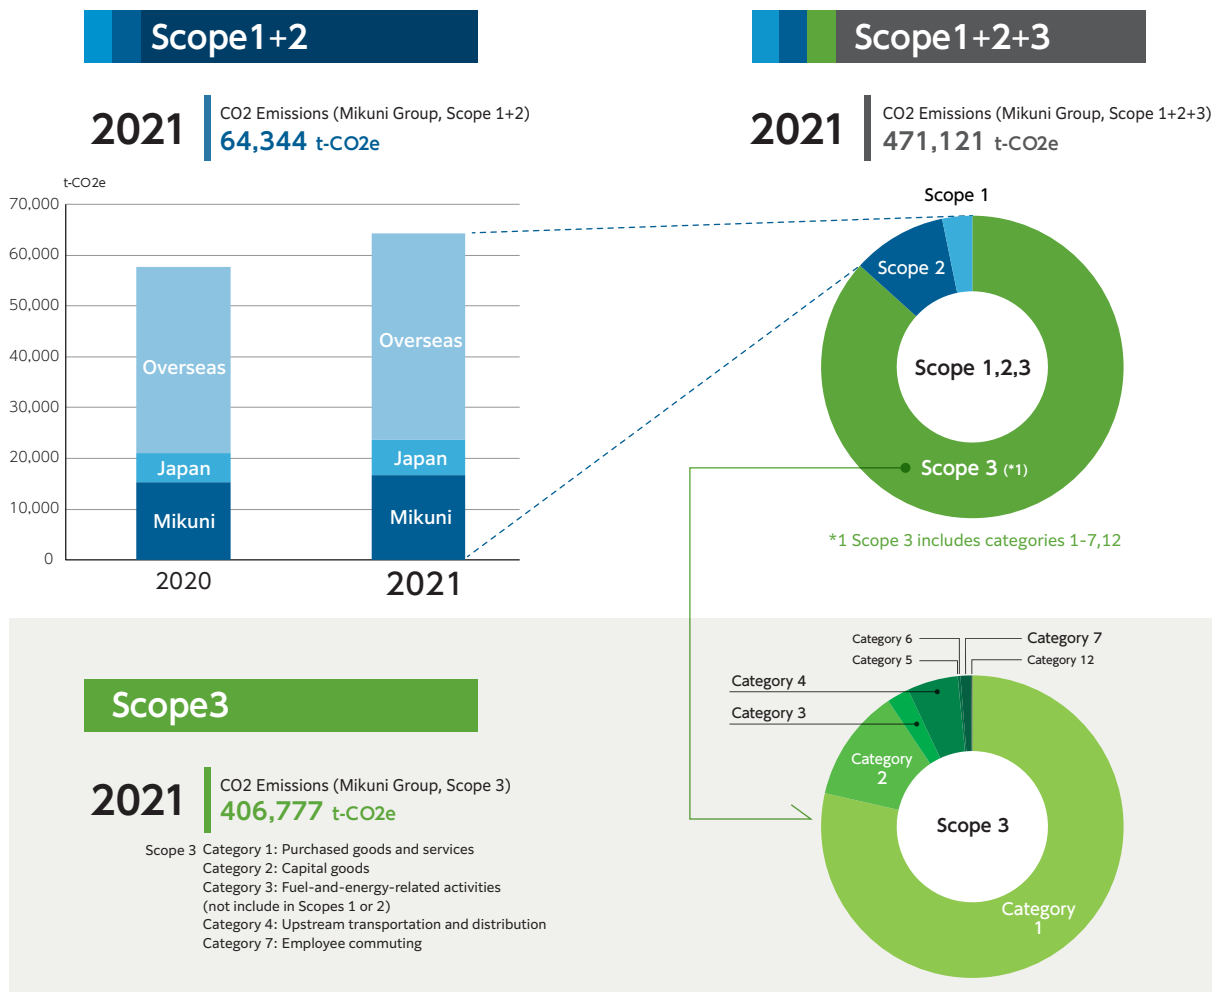 Scope1+2
2021
CO2 Emissions (Mikuni Group, Scope 1+2)
64,344 t-CO2e
t-CO2e
70,000
60,000
50,000
40,000
30,000
20,000
10,000
0
Overseas
Japan
Mikuni
Overseas
Japan
Mikuni
2020
2021
Scope1+2+3
2021
CO2 Emissions (Mikuni Group, Scope 1+2+3)
471,121 t-CO2e
Scope 1
Scope 2
Scope 1,2,3
Scope 3 (*1)
*1 Scope 3 includes categories 1-7,12
Scope3
2021
CO2 Emissions (Mikuni Group, Scope 3)
406,777 t-CO2e
Scope 3 Category 1: Purchased goods and services
Category 2: Capital goods
Category 3: Fuel-and-energy-related activities
(not include in Scopes 1 or 2)
Category 4: Upstream transportation and distribution
Category 7: Employee commuting
Category 6
Category 7
Category 5
Category 12
Category 4
Category 3
Category
2
Scope 3
Category
1